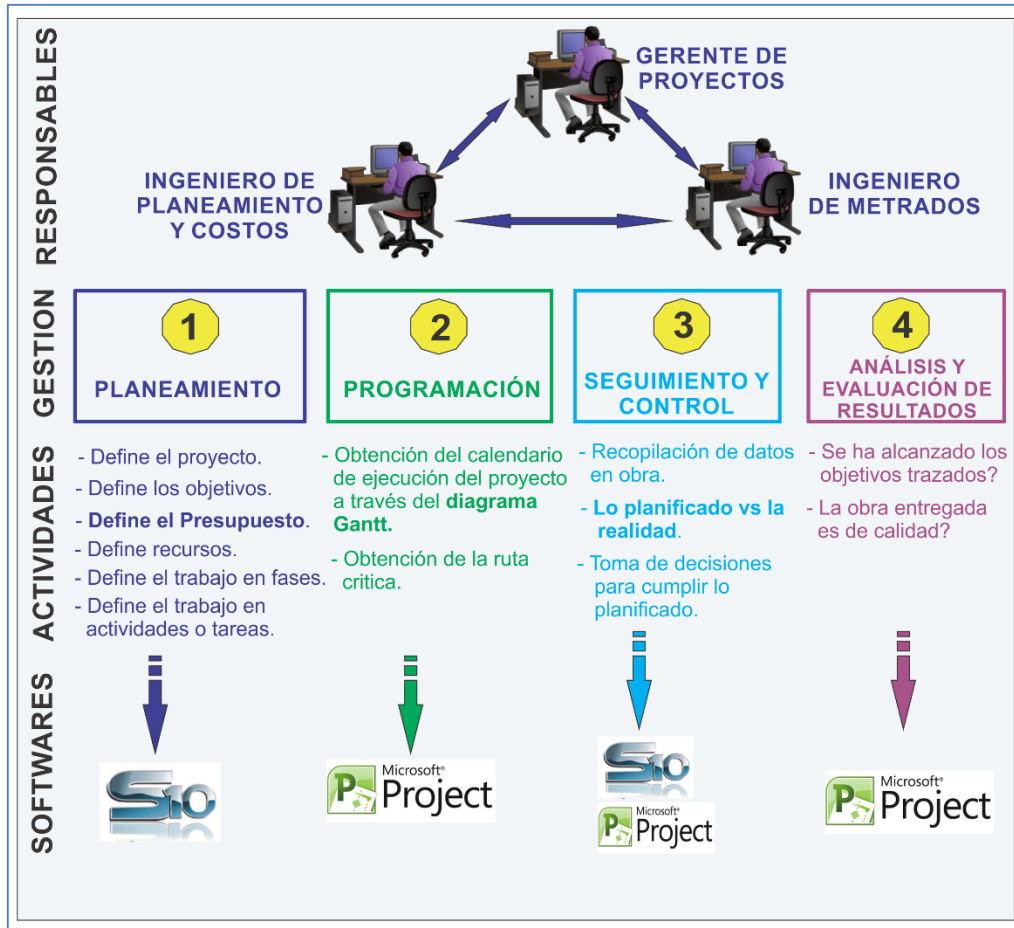 RESPONSABLES
GERENTE DE
PROYECTOS
INGENIERO DE
PLANEAMIENTO
Y COSTOS
INGENIERO
DE METRADOS
GESTION
1
PLANEAMIENTO
2
PROGRAMACIÓN
3
SEGUIMIENTO Y
CONTROL
4
ANÁLISIS Y
EVALUACIÓN DE
RESULTADOS
ACTIVIDADES
- Define el proyecto.
- Define los objetivos.
- Define el Presupuesto.
- Define recursos.
- Define el trabajo en fases.
- Define el trabajo en
actividades o tareas.
- Obtención del calendario
de ejecución del proyecto
a través del diagrama
Gantt.
- Obtención de la ruta
critica.
- Recopilación de datos
en obra.
- Lo planificado vs la
realidad.
- Toma de decisiones
para cumplir lo
planificado.
- Se ha alcanzado los
objetivos trazados?
- La obra entregada
es de calidad?
SOFTWARES
S10
Microsoft®
Project
S10
Microsoft®
Project
Microsoft®
Project